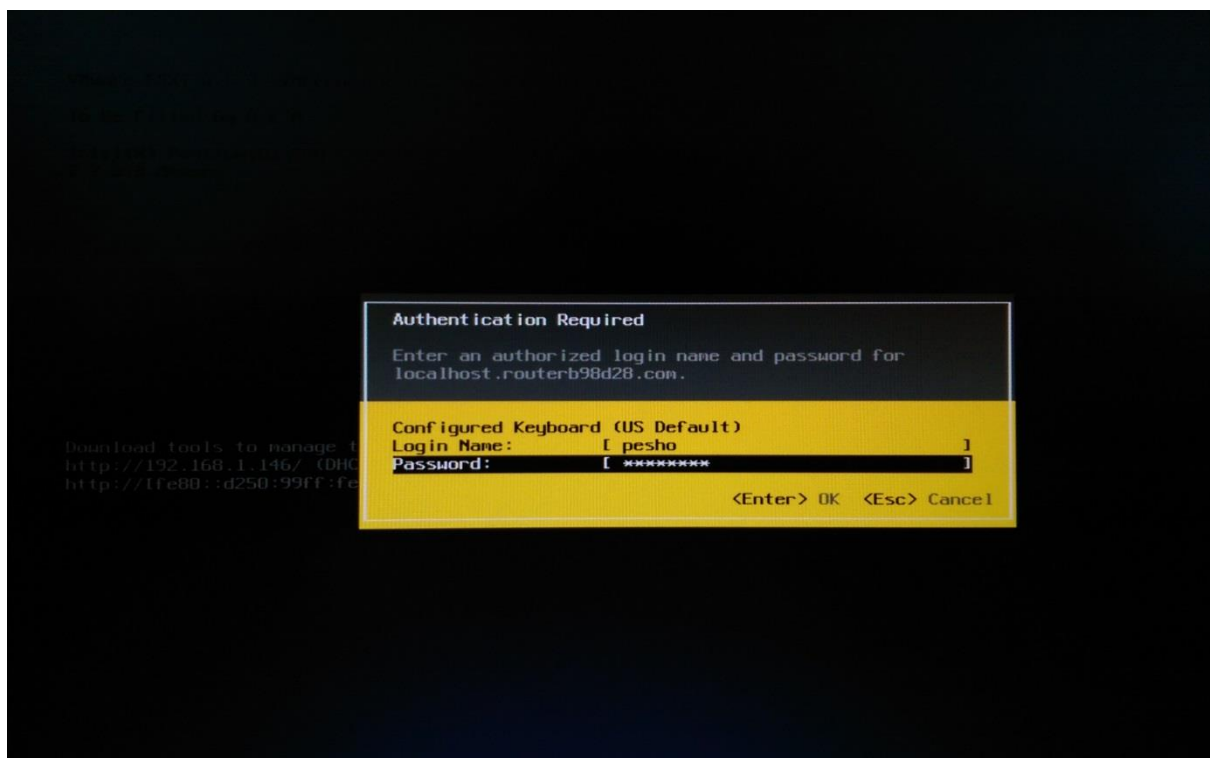 Authentication Required
Enter an authorized login name and password for
localhost.routerb98d28.com.
Configured Keyboard (US Default)
Login Name: [ pesho ]
Password: [ ******** ]
<Enter> OK <Esc> Cancel
Download tools to manage
http://192.168.1.146/ (DHC
http://[fe80::d250:99ff:fe